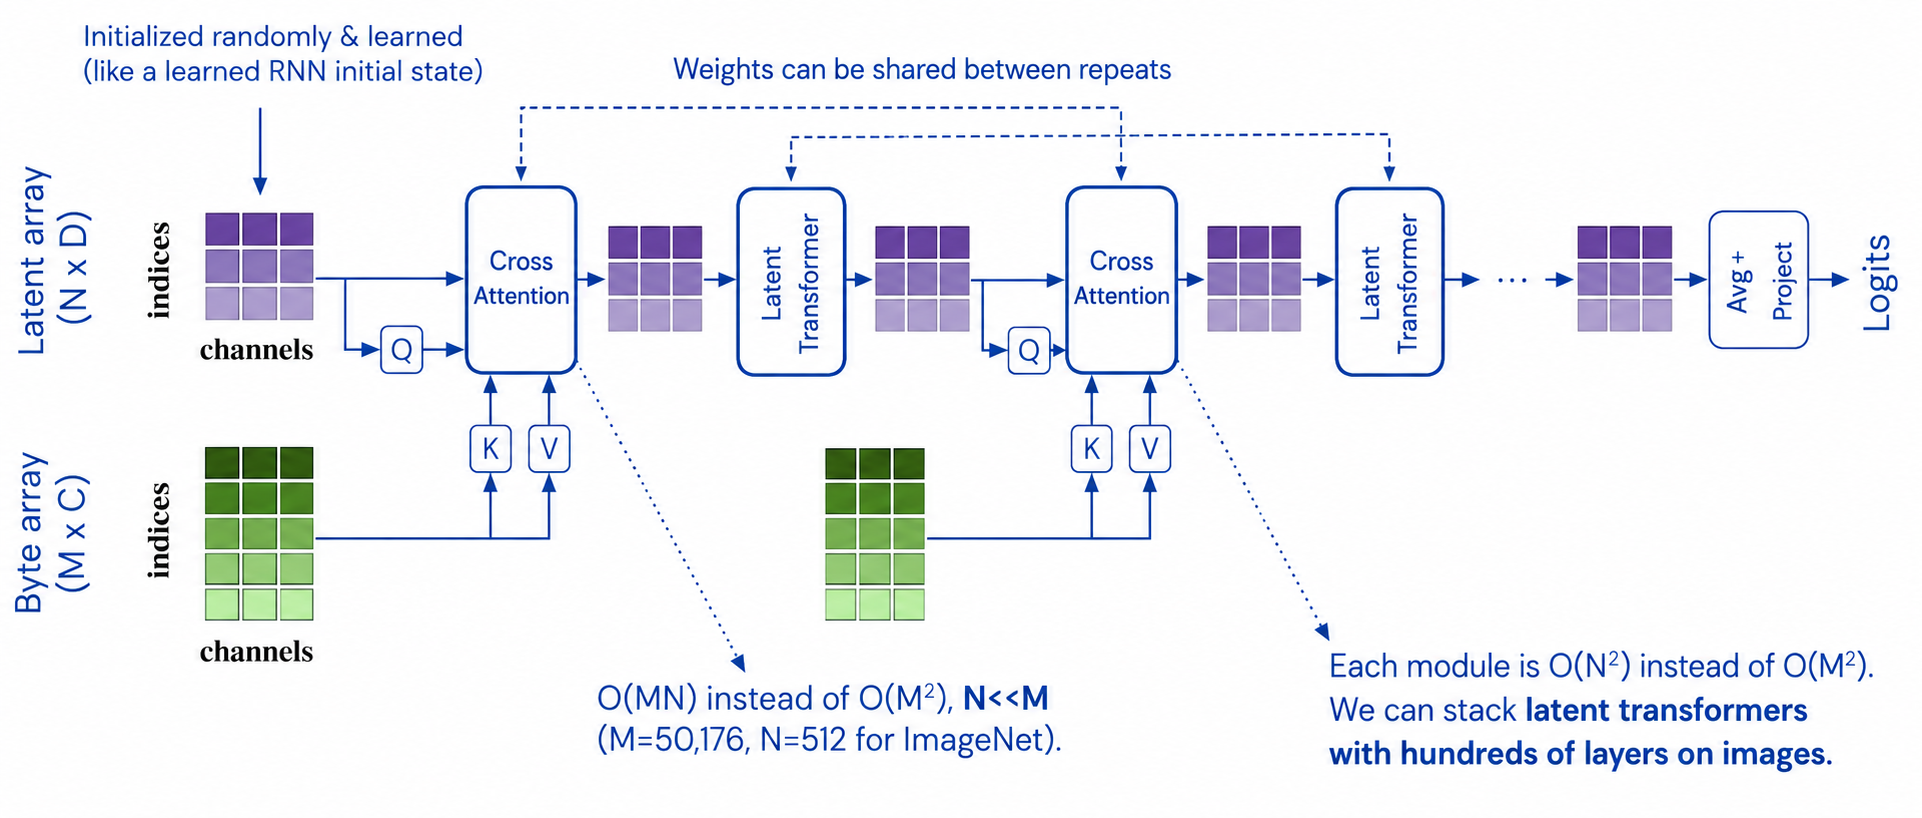 Initialized randomly & learned
(like a learned RNN initial state)
Weights can be shared between repeats
Latent array
(N x D)
indices
channels
Q
Cross
Attention
K
V
Latent
Transformer
Q
Cross
Attention
K
V
Latent
Transformer
...
Avg +
Project
Logits
Byte array
(M x C)
indices
channels
O(MN) instead of O(M²), N<<M
(M=50,176, N=512 for ImageNet).
Each module is O(N²) instead of O(M²).
We can stack latent transformers
with hundreds of layers on images.